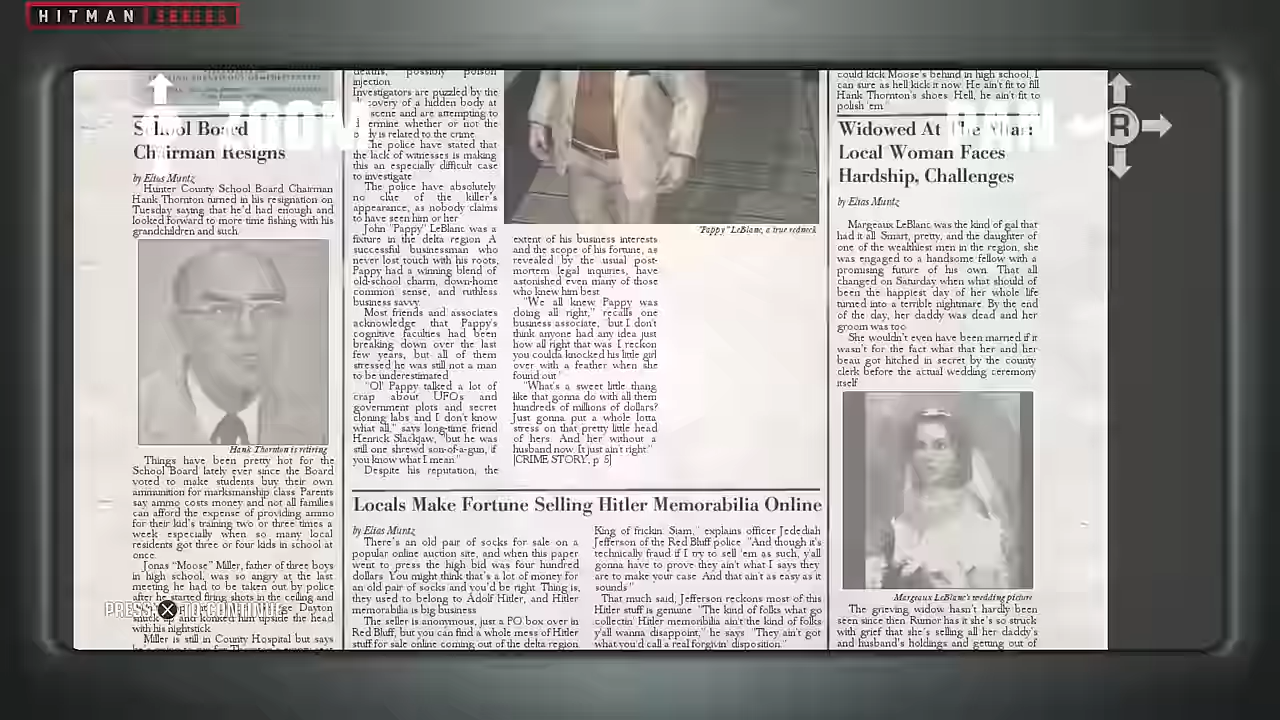 HITMAN SERIES
ZOOM
PAN
R
School Board
Chairman Resigns
by Elias Muntz
Hunter County School Board Chairman
Hank Thornton turned in his resignation on
Tuesday saying that he'd had enough and
looked forward to more time fishing with his
grandchildren and such.
Hank Thornton is retiring
Things have been pretty hot for the
School Board lately ever since the Board
voted to make students buy their own
ammunition for marksmanship class. Parents
say ammo costs money and not all families
can afford the expense of providing ammo
for their kid's training two or three times a
week especially when so many local
residents got three or four kids in school at
once.
Jonas "Moose" Miller, father of three boys
in high school, was so angry at the last
meeting he had to be taken out by police
after he started firing shots in the ceiling and
Dayton
snuck up and konked him upside the head
with his nightstick.
Miller is still in County Hospital but says
PRESS X TO CONTINUE
deaths, possibly poison
injection.
Investigators are puzzled by the
discovery of a hidden body at
scene and are attempting to
determine whether or not the
body is related to the crime.
The police have stated that
the lack of witnesses is making
this an especially difficult case
to investigate.
The police have absolutely
no clue of the killer's
appearance, as nobody claims
to have seen him or her.
John "Pappy" LeBlanc was a
fixture in the delta region. A
successful businessman who
never lost touch with his roots,
Pappy had a winning blend of
old-school charm, down-home
common sense, and ruthless
business savvy.
Most friends and associates
acknowledge that Pappy's
cognitive faculties had been
breaking down over the last
few years, but all of them
stressed he was still not a man
to be underestimated.
"Ol' Pappy talked a lot of
crap about UFOs and
government plots and secret
cloning labs and I don't know
what all," says long-time friend
Henrick Slackjaw, "but he was
still one shrewd son-of-a-gun, if
you know what I mean."
Despite his reputation, the
"Pappy" LeBlanc, a true redneck
extent of his business interests
and the scope of his fortune, as
revealed by the usual post-
mortem legal inquiries, have
astonished even many of those
who knew him best.
"We all knew Pappy was
doing all right," recalls one
business associate, "but I don't
think anyone had any idea just
how all right that was. I reckon
you coulda knocked his little girl
over with a feather when she
found out."
"What's a sweet little thang
like that gonna do with all them
hundreds of millions of dollars?
Just gonna put a whole lotta
stress on that pretty little head
of hers. And her without a
husband now. It just ain't right."
[CRIME STORY, p. 5]
Locals Make Fortune Selling Hitler Memorabilia Online
by Elias Muntz
There's an old pair of socks for sale on a
popular online auction site, and when this paper
went to press the high bid was four hundred
dollars. You might think that's a lot of money for
an old pair of socks and you'd be right. Thing is,
they used to belong to Adolf Hitler, and Hitler
memorabilia is big business.
The seller is anonymous, just a PO box over in
Red Bluff, but you can find a whole mess of Hitler
stuff for sale online coming out of the delta region.
King of frickin' Siam," explains officer Jedediah
Jefferson of the Red Bluff police. "And though it's
technically fraud if I try to sell 'em as such, y'all
gonna have to prove they ain't what I says they
are to make your case. And that ain't as easy as it
sounds."
That much said, Jefferson reckons most of this
Hitler stuff is genuine. "The kind of folks what go
collectin' Hitler memorabilia ain't the kind of folks
y'all wanna disappoint," he says. "They ain't got
what you'd call a real forgivin' disposition."
could kick Moose's behind in high school, I
can sure as hell kick it now. He ain't fit to fill
Hank Thornton's shoes. Hell, he ain't fit to
polish 'em."
Widowed At The Altar:
Local Woman Faces
Hardship, Challenges
by Elias Muntz
Margeaux LeBlanc was the kind of gal that
had it all. Smart, pretty, and the daughter of
one of the wealthiest men in the region, she
was engaged to a handsome fellow with a
promising future of his own. That all
changed on Saturday when what should of
been the happiest day of her whole life
turned into a terrible nightmare. By the end
of the day, her daddy was dead and her
groom was too.
She wouldn't even have been married if it
wasn't for the fact what that her and her
beau got hitched in secret by the county
clerk before the actual wedding ceremony
itself.
Margeaux LeBlanc's wedding picture
The grieving widow hasn't hardly been
seen since then. Rumor has it she's so struck
with grief that she's selling all her daddy's
and husband's holdings and getting out of